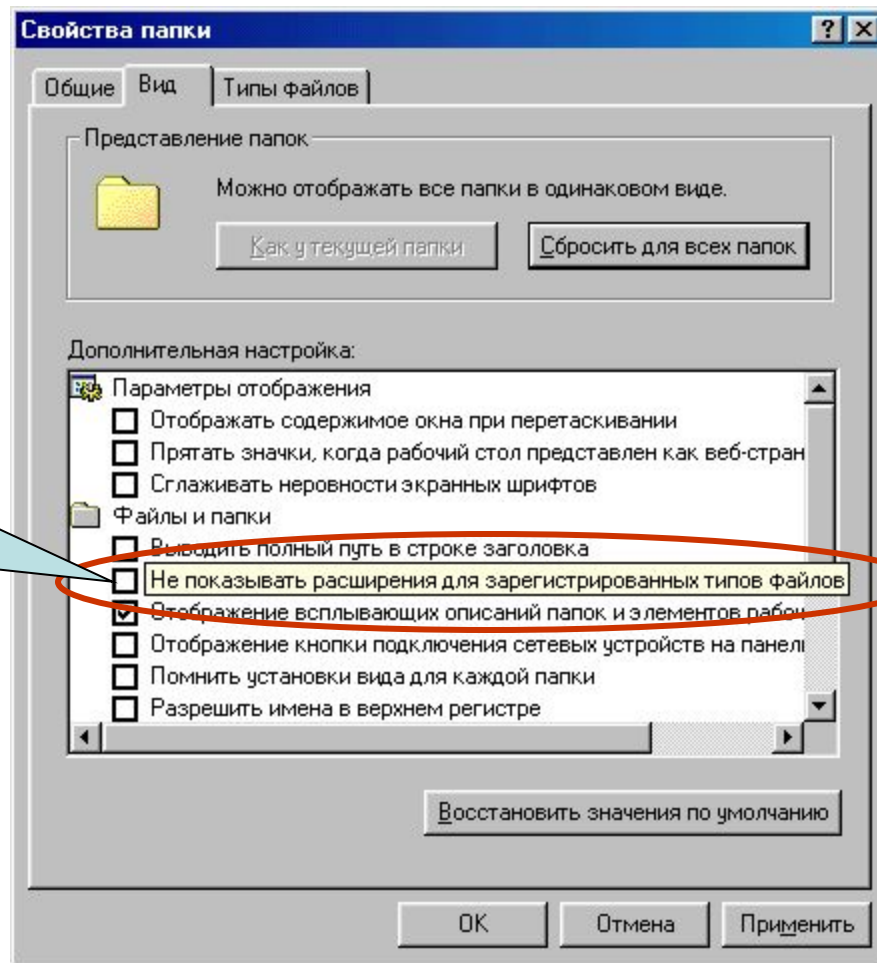 Свойства папки
?
Общие
Вид
Типы файлов
Представление папок
Можно отображать все папки в одинаковом виде.
Как у текущей папки
Сбросить для всех папок
Дополнительная настройка:
Параметры отображения
Отображать содержимое окна при перетаскивании
Прятать значки, когда рабочий стол представлен как веб-стран
Сглаживать неровности экранных шрифтов
Файлы и папки
Выводить полный путь в строке заголовка
Не показывать расширения для зарегистрированных типов файлов
Отображение всплывающих описаний папок и элементов рабоч
Отображение кнопки подключения сетевых устройств на панел
Помнить установки вида для каждой папки
Разрешить имена в верхнем регистре
Восстановить значения по умолчанию
OK
Отмена
Применить